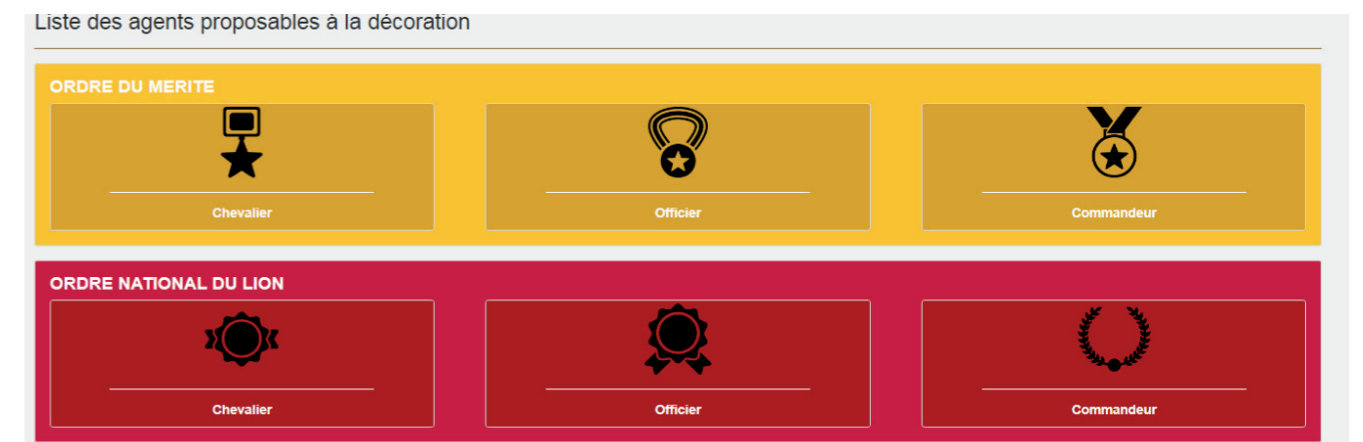 Liste des agents proposables à la décoration
ORDRE DU MERITE
Chevalier
Officier
Commandeur
ORDRE NATIONAL DU LION
Chevalier
Officier
Commandeur